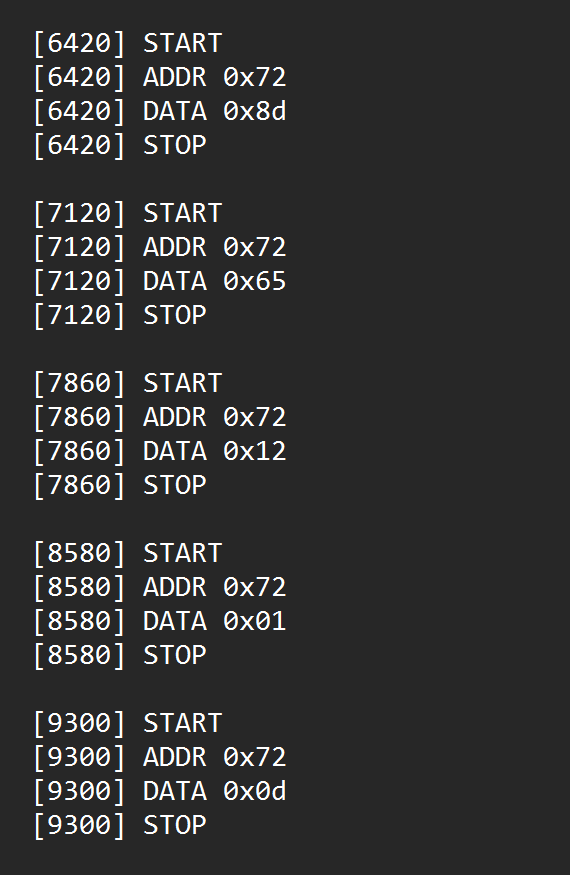 [6420] START
[6420] ADDR 0x72
[6420] DATA 0x8d
[6420] STOP
[7120] START
[7120] ADDR 0x72
[7120] DATA 0x65
[7120] STOP
[7860] START
[7860] ADDR 0x72
[7860] DATA 0x12
[7860] STOP
[8580] START
[8580] ADDR 0x72
[8580] DATA 0x01
[8580] STOP
[9300] START
[9300] ADDR 0x72
[9300] DATA 0x0d
[9300] STOP